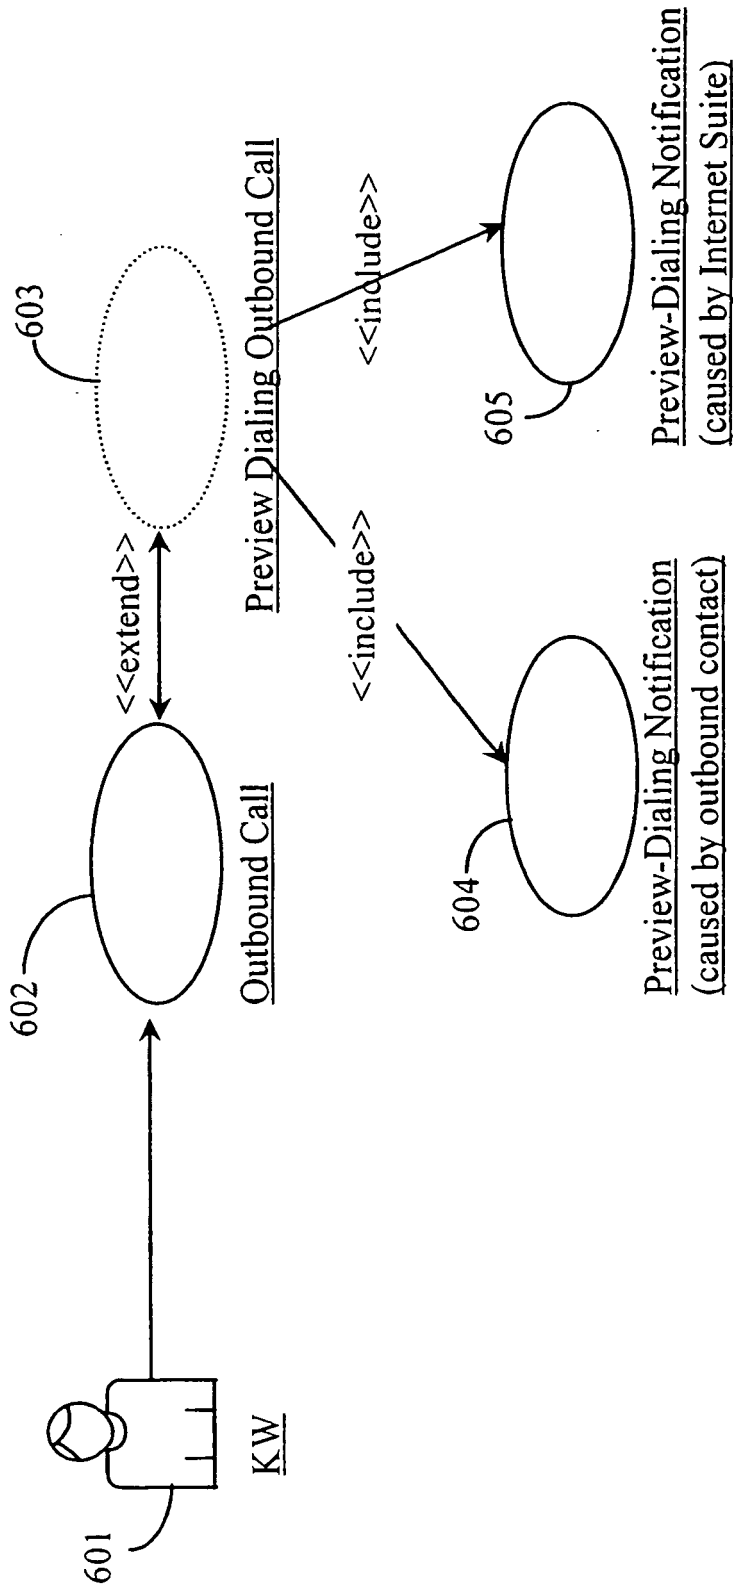 601
KW
602
Outbound Call
<<extend>>
603
Preview Dialing Outbound Call
<<include>>
<<include>>
604
Preview-Dialing Notification
(caused by outbound contact)
605
Preview-Dialing Notification
(caused by Internet Suite)